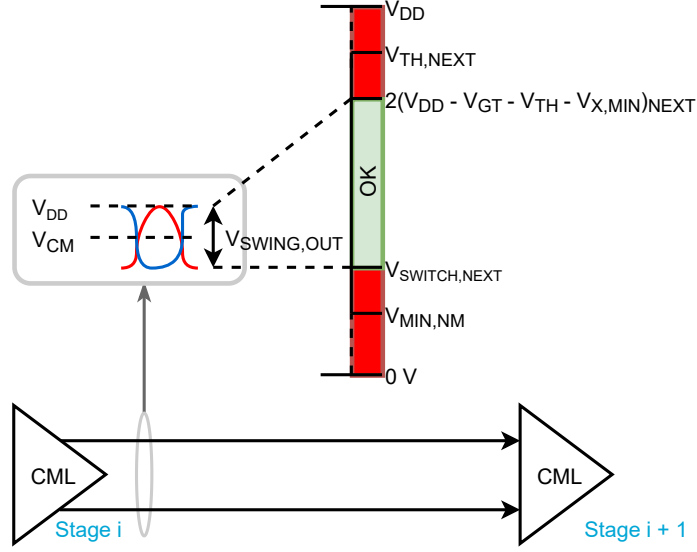 VDD
VTH,NEXT
2(VDD - VGT - VTH - VX,MIN)NEXT
OK
VDD
VCM
VSWING,OUT
VSWITCH,NEXT
VMIN,NM
0 V
CML
CML
Stage i
Stage i + 1